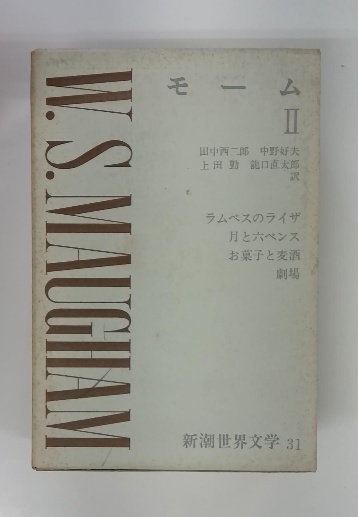 W. S. MAUGHAM
モーム
II
田中西二郎 中野好夫
上田勤 龍口直太郎
訳
ラムベスのライザ
月と六ペンス
お菓子と麦酒
劇場
新潮世界文学 31